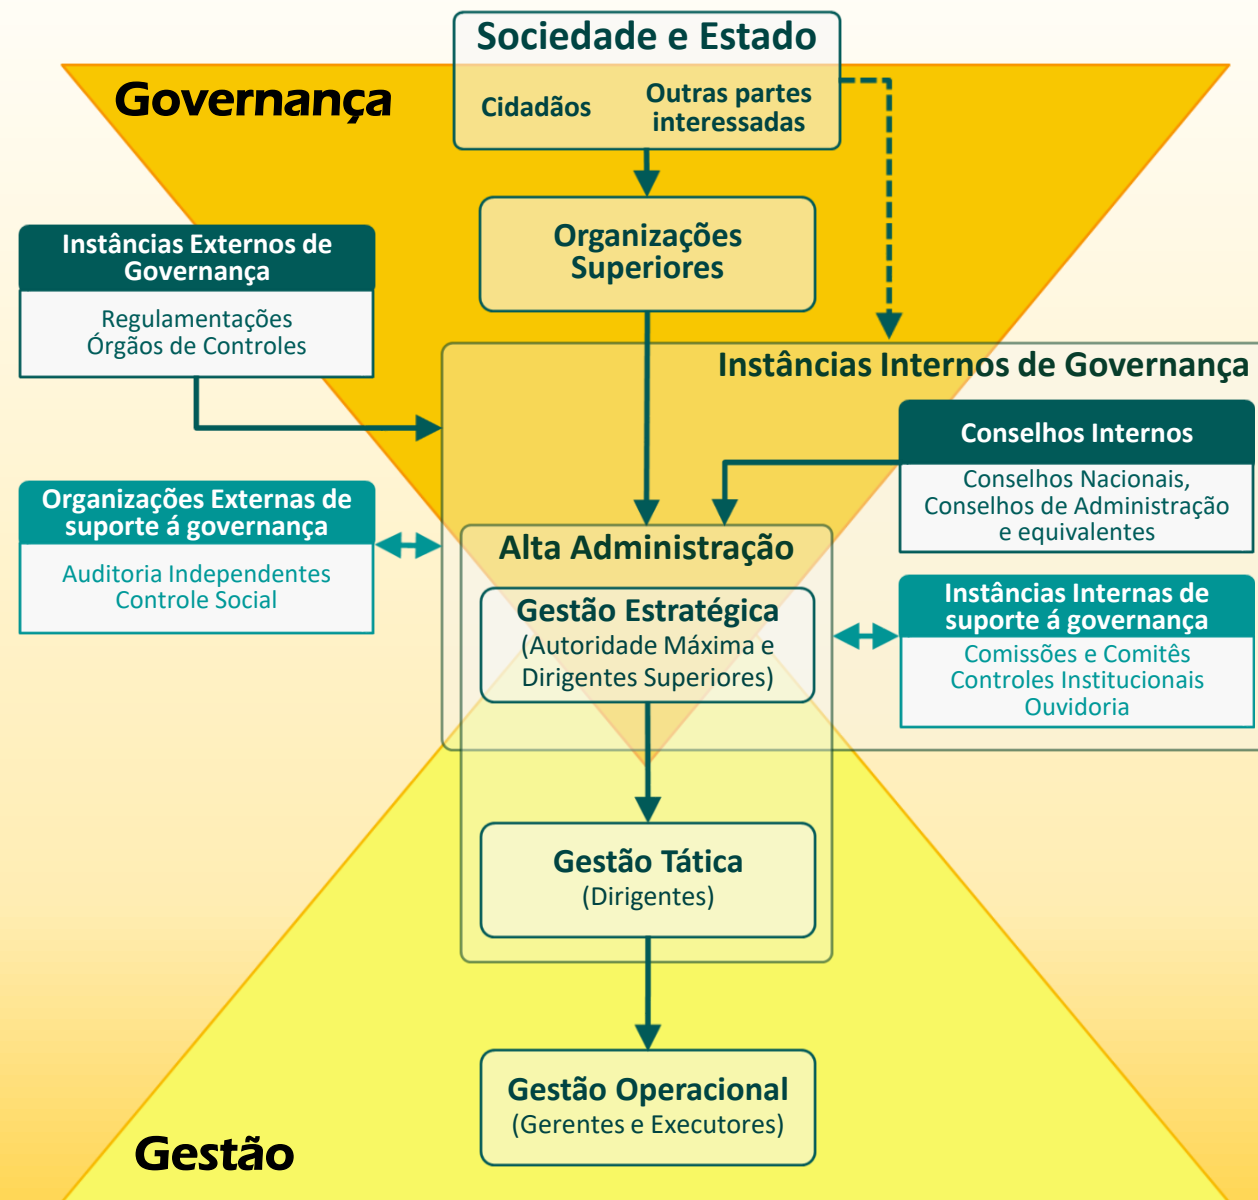 Sociedade e Estado
Governança
Cidadãos
Outras partes
interessadas
Organizações
Superiores
Instâncias Externos de
Governança
Regulamentações
Órgãos de Controles
Instâncias Internos de Governança
Conselhos Internos
Conselhos Nacionais,
Conselhos de Administração
e equivalentes
Organizações Externas de
suporte á governança
Auditoria Independentes
Controle Social
Alta Administração
Gestão Estratégica
(Autoridade Máxima e
Dirigentes Superiores)
Instâncias Internas de
suporte á governança
Comissões e Comitês
Controles Institucionais
Ouvidoria
Gestão Tática
(Dirigentes)
Gestão Operacional
(Gerentes e Executores)
Gestão